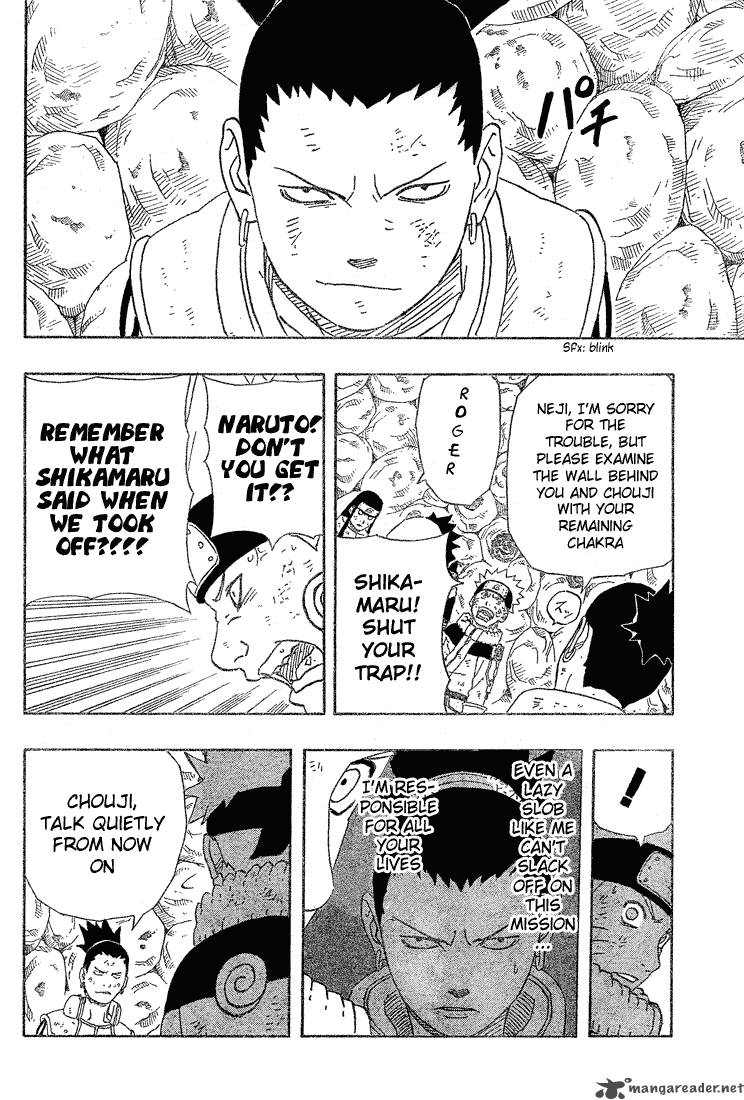 パチ
Sfx: blink
NEJI, I'M SORRY
FOR THE
TROUBLE, BUT
PLEASE EXAMINE
THE WALL BEHIND
YOU AND CHOUJI
WITH YOUR
REMAINING
CHAKRA
ROGER
SHIKA-
MARU!
SHUT
YOUR
TRAP!!
NARUTO!
DON'T
YOU GET
IT!?
REMEMBER
WHAT
SHIKAMARU
SAID WHEN
WE TOOK
OFF????
!
EVEN A
LAZY
SLOB
LIKE ME
CAN'T
SLACK
OFF ON
THIS
MISSION
...
I'M RES-
PONSIBLE
FOR ALL
YOUR
LIVES
CHOUJI,
TALK QUIETLY
FROM NOW
ON
mangareader.net